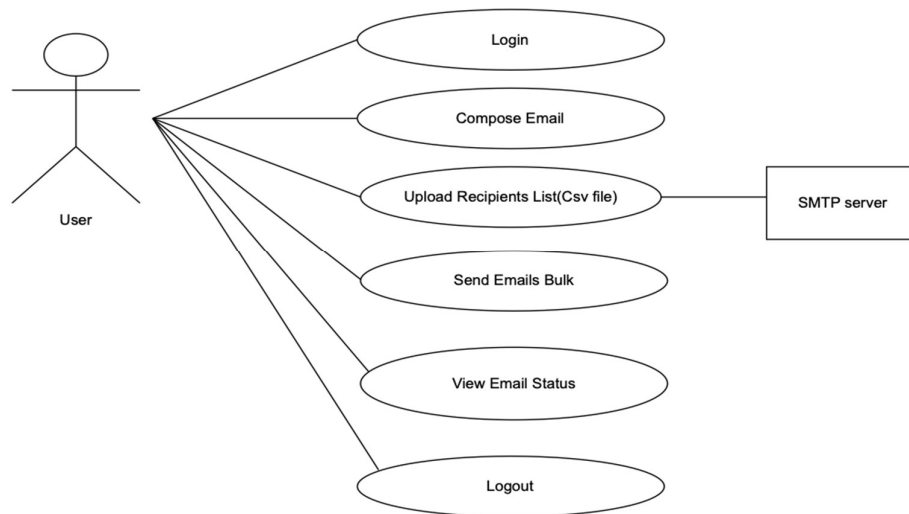 Login
Compose Email
Upload Recipients List(Csv file)
SMTP server
User
Send Emails Bulk
View Email Status
Logout